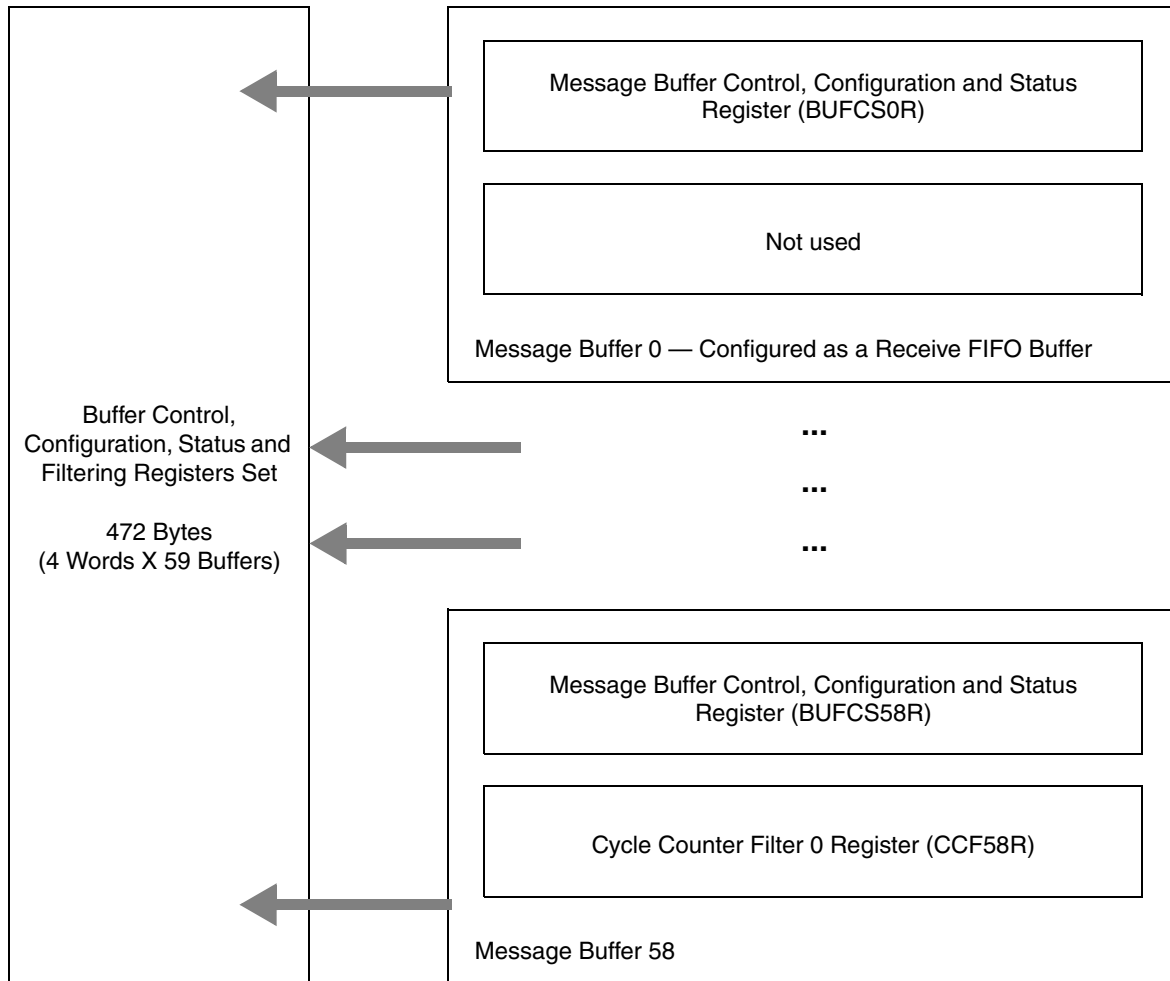 Message Buffer Control, Configuration and Status
Register (BUFCS0R)
Not used
Message Buffer 0 — Configured as a Receive FIFO Buffer
Buffer Control,
Configuration, Status and
Filtering Registers Set
472 Bytes
(4 Words X 59 Buffers)
...
...
...
Message Buffer Control, Configuration and Status
Register (BUFCS58R)
Cycle Counter Filter 0 Register (CCF58R)
Message Buffer 58